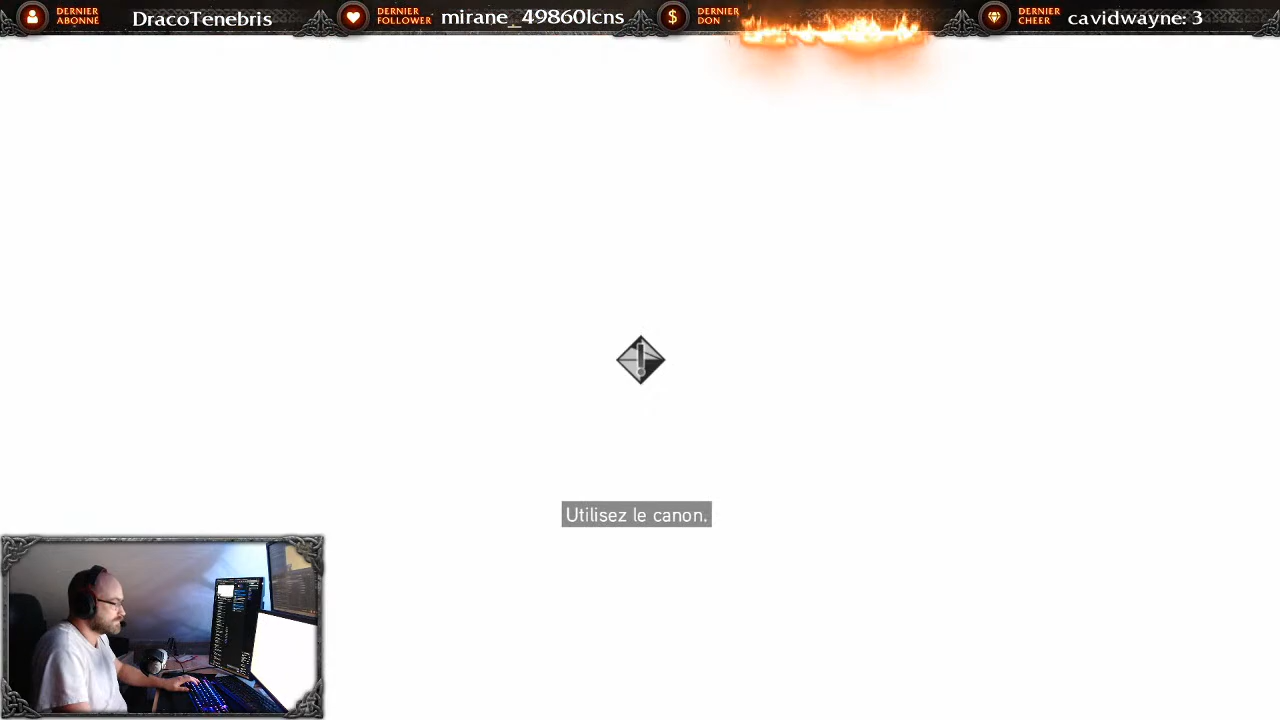 DERNIER
ABONNÉ
DracoTenebris
DERNIER
FOLLOWER
mirane_49860lcns
DERNIER
DON
DERNIER
CHEER
cavidwayne: 3
Utilisez le canon.